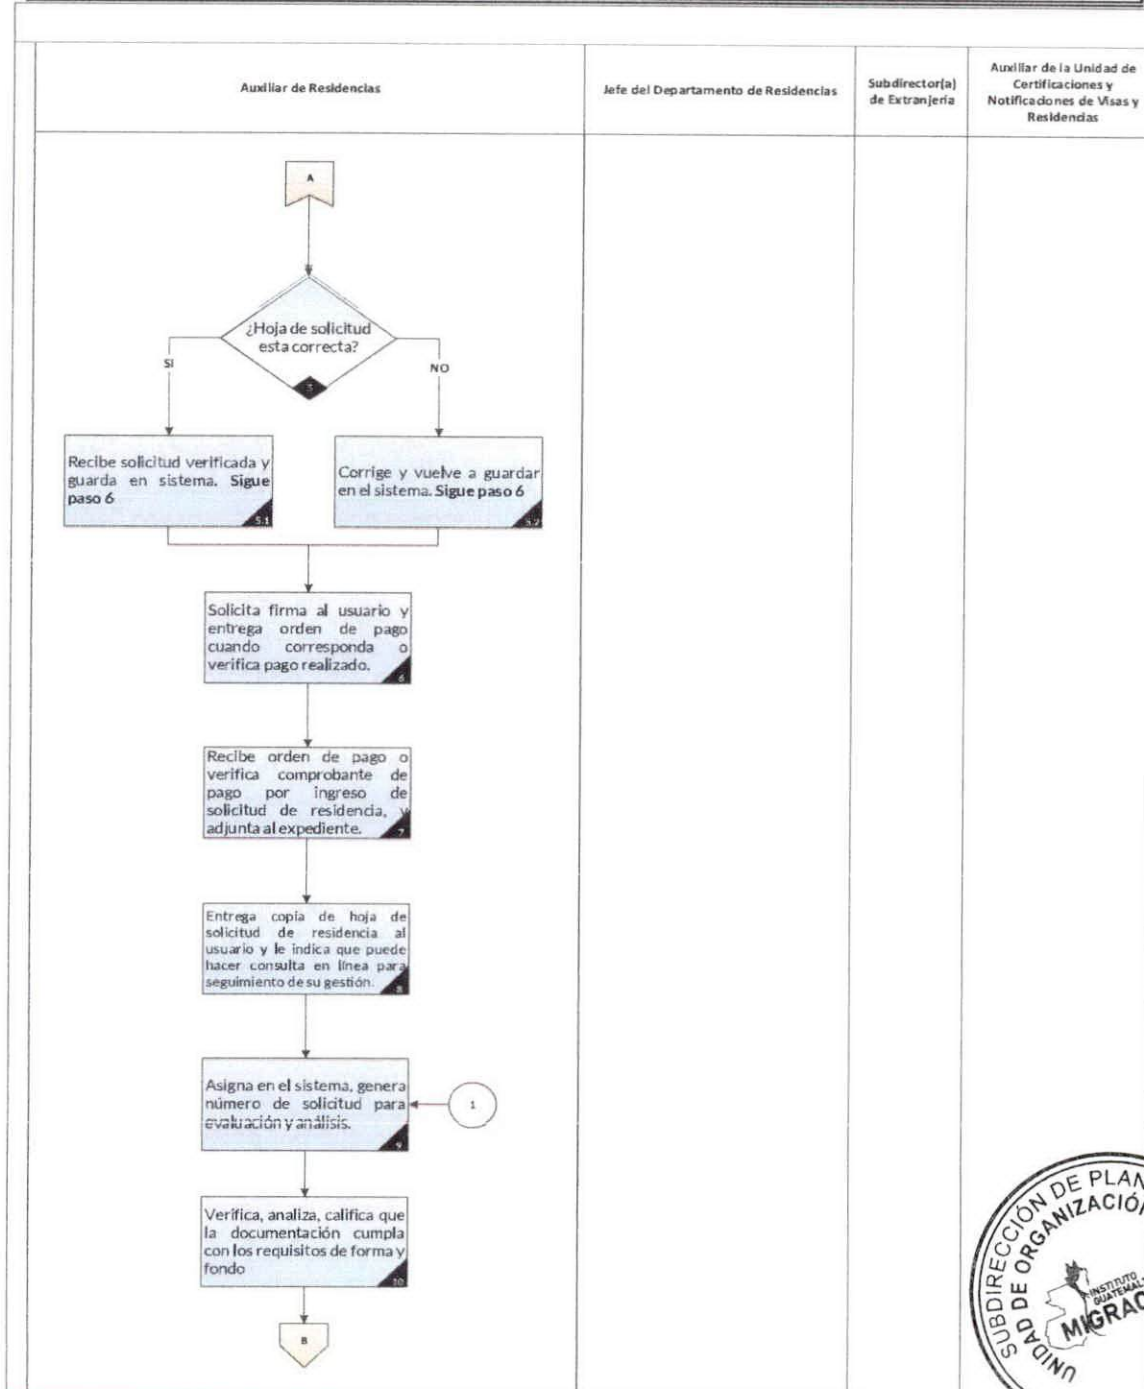 Auxiliar de Residencias
Jefe del Departamento de Residencias
Subdirector(a)
de Extranjería
Auxiliar de la Unidad de
Certificaciones y
Notificaciones de Visas y
Residencias
A
¿Hoja de solicitud
esta correcta?
5
SI
NO
Recibe solicitud verificada y
guarda en sistema. Sigue
paso 6
5.1
Corrige y vuelve a guardar
en el sistema. Sigue paso 6
5.2
Solicita firma al usuario y
entrega orden de pago
cuando corresponda o
verifica pago realizado.
6
Recibe orden de pago o
verifica comprobante de
pago por ingreso de
solicitud de residencia, y
adjunta al expediente.
7
Entrega copia de hoja de
solicitud de residencia al
usuario y le indica que puede
hacer consulta en línea para
seguimiento de su gestión.
8
Asigna en el sistema, genera
número de solicitud para
evaluación y análisis.
9
1
Verifica, analiza, califica que
la documentación cumpla
con los requisitos de forma y
fondo
10
B
SUBDIRECCIÓN DE PLAN
UNIDAD DE ORGANIZACIÓN
INSTITUTO
GUATEMAL
MIGRAC